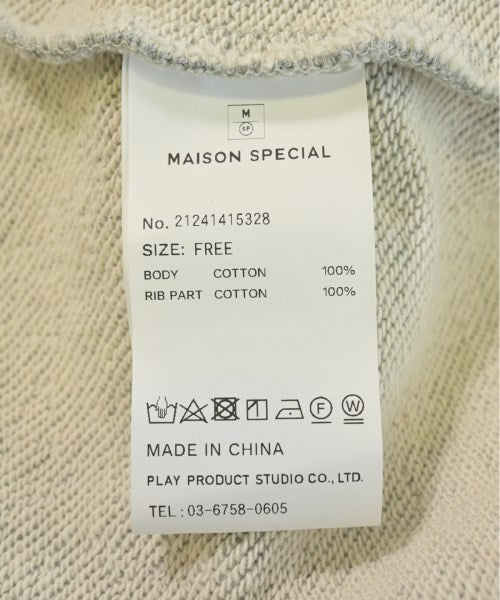 M
SP
MAISON SPECIAL
No. 21241415328
SIZE: FREE
BODY COTTON 100%
RIB PART COTTON 100%
F W
MADE IN CHINA
PLAY PRODUCT STUDIO CO., LTD.
TEL : 03-6758-0605